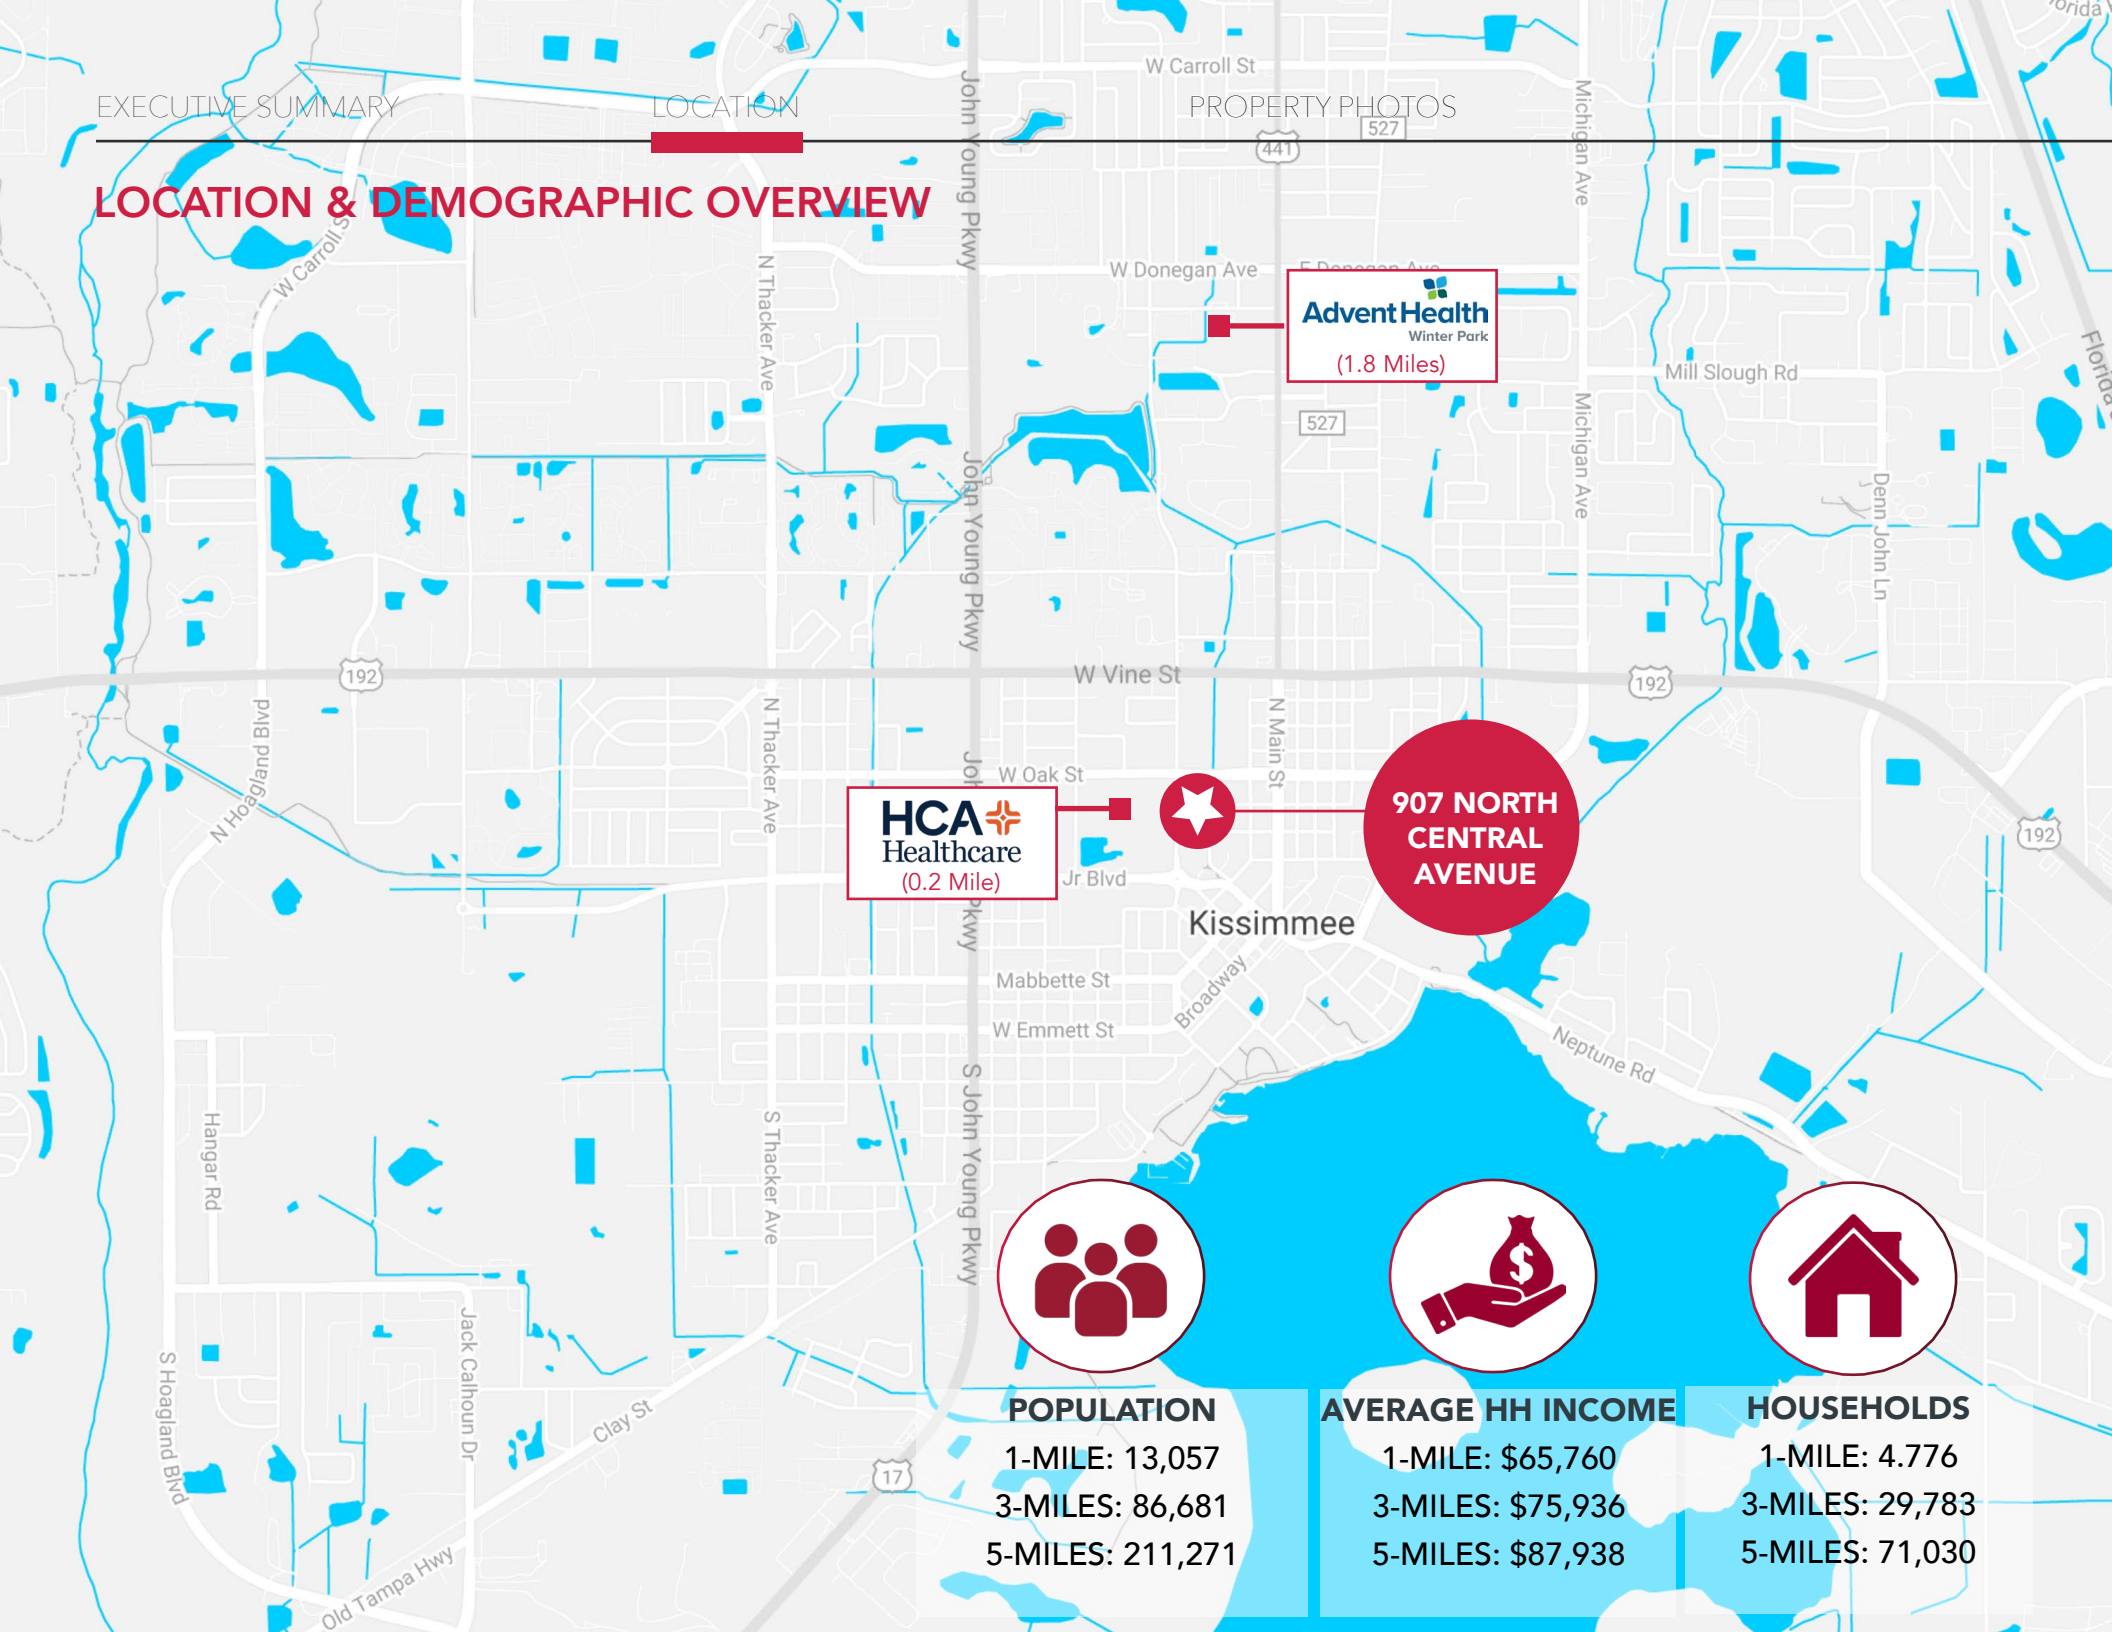 EXECUTIVE SUMMARY
LOCATION
PROPERTY PHOTOS
LOCATION & DEMOGRAPHIC OVERVIEW
W Carroll St
527
441
John Young Pkwy
Michigan Ave
W Carroll St
N Thacker Ave
W Donegan Ave
E Donegan Ave
AdventHealth
Winter Park
(1.8 Miles)
Mill Slough Rd
Florida
527
Michigan Ave
John Young Pkwy
Denn John Ln
192
W Vine St
192
N Hoagland Blvd
N Thacker Ave
N Main St
W Oak St
HCA
Healthcare
(0.2 Mile)
907 NORTH
CENTRAL
AVENUE
192
Jr Blvd
Pkwy
Kissimmee
Mabbette St
Broadway
W Emmett St
Neptune Rd
Hangar Rd
S Thacker Ave
S John Young Pkwy
S Hoagland Blvd
Jack Calhoun Dr
Clay St
17
Old Tampa Hwy
POPULATION
1-MILE: 13,057
3-MILES: 86,681
5-MILES: 211,271
$
AVERAGE HH INCOME
1-MILE: $65,760
3-MILES: $75,936
5-MILES: $87,938
HOUSEHOLDS
1-MILE: 4.776
3-MILES: 29,783
5-MILES: 71,030